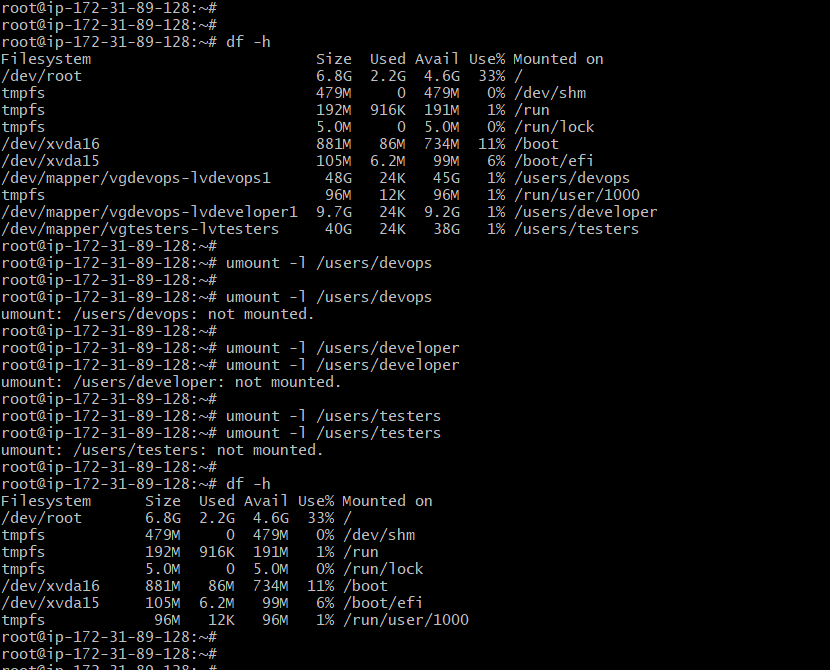 root@ip-172-31-89-128:~#
root@ip-172-31-89-128:~#
root@ip-172-31-89-128:~# df -h
Filesystem                         Size  Used Avail Use% Mounted on
/dev/root                          6.8G  2.2G  4.6G  33% /
tmpfs                              479M     0  479M   0% /dev/shm
tmpfs                              192M  916K  191M   1% /run
tmpfs                              5.0M     0  5.0M   0% /run/lock
/dev/xvda16                        881M   86M  734M  11% /boot
/dev/xvda15                        105M  6.2M   99M   6% /boot/efi
/dev/mapper/vgdevops-lvdevops1      48G   24K   45G   1% /users/devops
tmpfs                               96M   12K   96M   1% /run/user/1000
/dev/mapper/vgdevops-lvdeveloper1  9.7G   24K  9.2G   1% /users/developer
/dev/mapper/vgtesters-lvtesters     40G   24K   38G   1% /users/testers
root@ip-172-31-89-128:~#
root@ip-172-31-89-128:~# umount -l /users/devops
root@ip-172-31-89-128:~#
root@ip-172-31-89-128:~# umount -l /users/devops
umount: /users/devops: not mounted.
root@ip-172-31-89-128:~#
root@ip-172-31-89-128:~# umount -l /users/developer
root@ip-172-31-89-128:~# umount -l /users/developer
umount: /users/developer: not mounted.
root@ip-172-31-89-128:~#
root@ip-172-31-89-128:~# umount -l /users/testers
root@ip-172-31-89-128:~# umount -l /users/testers
umount: /users/testers: not mounted.
root@ip-172-31-89-128:~#
root@ip-172-31-89-128:~# df -h
Filesystem      Size  Used Avail Use% Mounted on
/dev/root       6.8G  2.2G  4.6G  33% /
tmpfs           479M     0  479M   0% /dev/shm
tmpfs           192M  916K  191M   1% /run
tmpfs           5.0M     0  5.0M   0% /run/lock
/dev/xvda16     881M   86M  734M  11% /boot
/dev/xvda15     105M  6.2M   99M   6% /boot/efi
tmpfs            96M   12K   96M   1% /run/user/1000
root@ip-172-31-89-128:~#
root@ip-172-31-89-128:~#
root@ip-172-31-89-128:~#